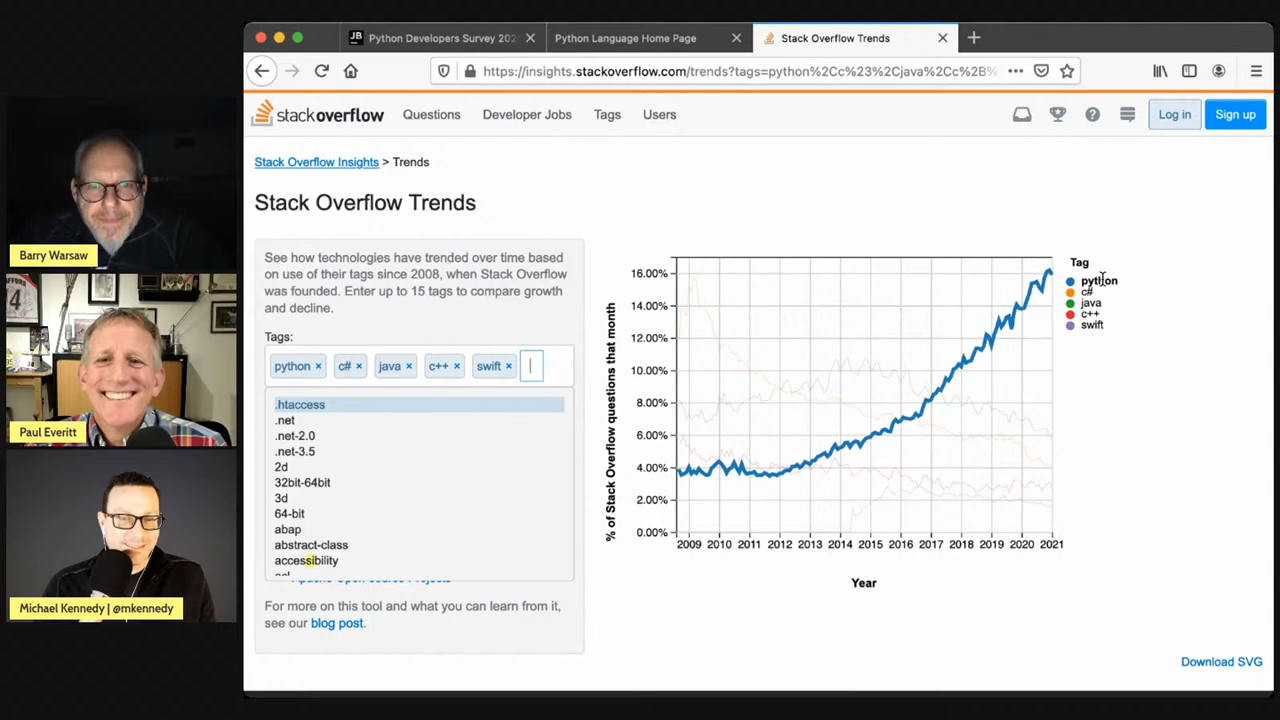 JB Python Developers Survey 202
Python Language Home Page
Stack Overflow Trends
https://insights.stackoverflow.com/trends?tags=python%2Cc%23%2Cjava%2Cc%2B%
stackoverflow
Questions
Developer Jobs
Tags
Users
Log in
Sign up
Stack Overflow Insights > Trends
Stack Overflow Trends
See how technologies have trended over time based
on use of their tags since 2008, when Stack Overflow
was founded. Enter up to 15 tags to compare growth
and decline.
Tags:
python × c# × java × c++ × swift ×
.htaccess
.net
.net-2.0
.net-3.5
2d
32bit-64bit
3d
64-bit
abap
abstract-class
accessibility
For more on this tool and what you can learn from it,
see our blog post.
% of Stack Overflow questions that month
16.00%
14.00%
12.00%
10.00%
8.00%
6.00%
4.00%
2.00%
0.00%
2009 2010 2011 2012 2013 2014 2015 2016 2017 2018 2019 2020 2021
Year
Tag
python
c#
java
c++
swift
Download SVG
Barry Warsaw
Paul Everitt
Michael Kennedy | @mkennedy